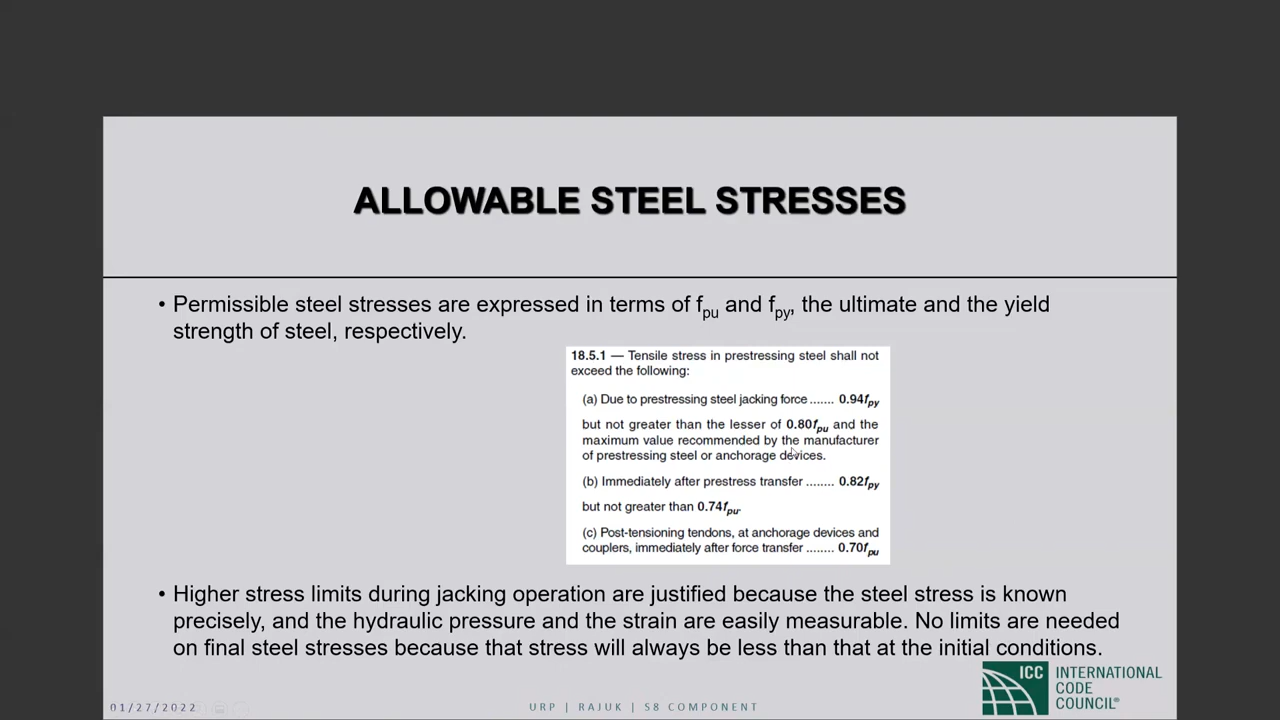 ALLOWABLE STEEL STRESSES
• Permissible steel stresses are expressed in terms of fpu and fpy, the ultimate and the yield
strength of steel, respectively.
18.5.1 — Tensile stress in prestressing steel shall not
exceed the following:
(a) Due to prestressing steel jacking force ....... 0.94fpy
but not greater than the lesser of 0.80fpu and the
maximum value recommended by the manufacturer
of prestressing steel or anchorage devices.
(b) Immediately after prestress transfer ........ 0.82fpy
but not greater than 0.74fpu.
(c) Post-tensioning tendons, at anchorage devices and
couplers, immediately after force transfer ........ 0.70fpu
• Higher stress limits during jacking operation are justified because the steel stress is known
precisely, and the hydraulic pressure and the strain are easily measurable. No limits are needed
on final steel stresses because that stress will always be less than that at the initial conditions.
ICC INTERNATIONAL
CODE
COUNCIL®
01/27/2022
URP | RAJUK | S8 COMPONENT